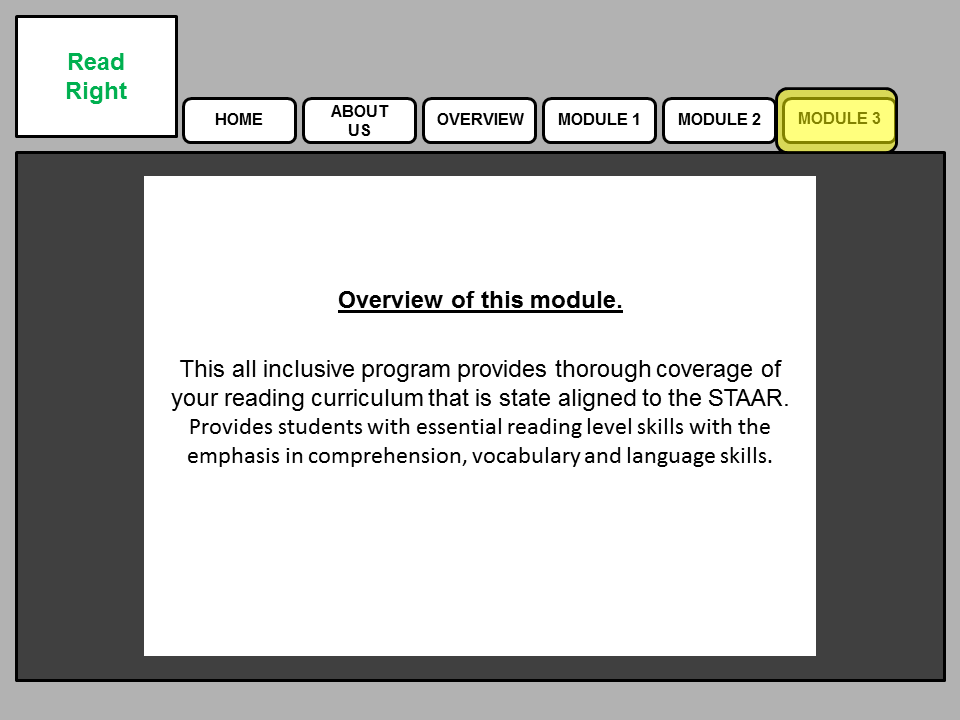 Read
Right
HOME
ABOUT
US
OVERVIEW
MODULE 1
MODULE 2
MODULE 3
Overview of this module.
This all inclusive program provides thorough coverage of
your reading curriculum that is state aligned to the STAAR.
Provides students with essential reading level skills with the
emphasis in comprehension, vocabulary and language skills.